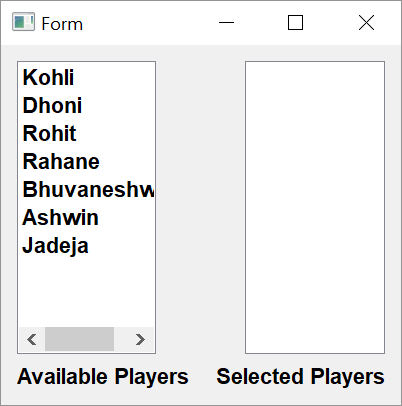 Form
Kohli
Dhoni
Rohit
Rahane
Bhuvaneshw
Ashwin
Jadeja
Available Players
Selected Players